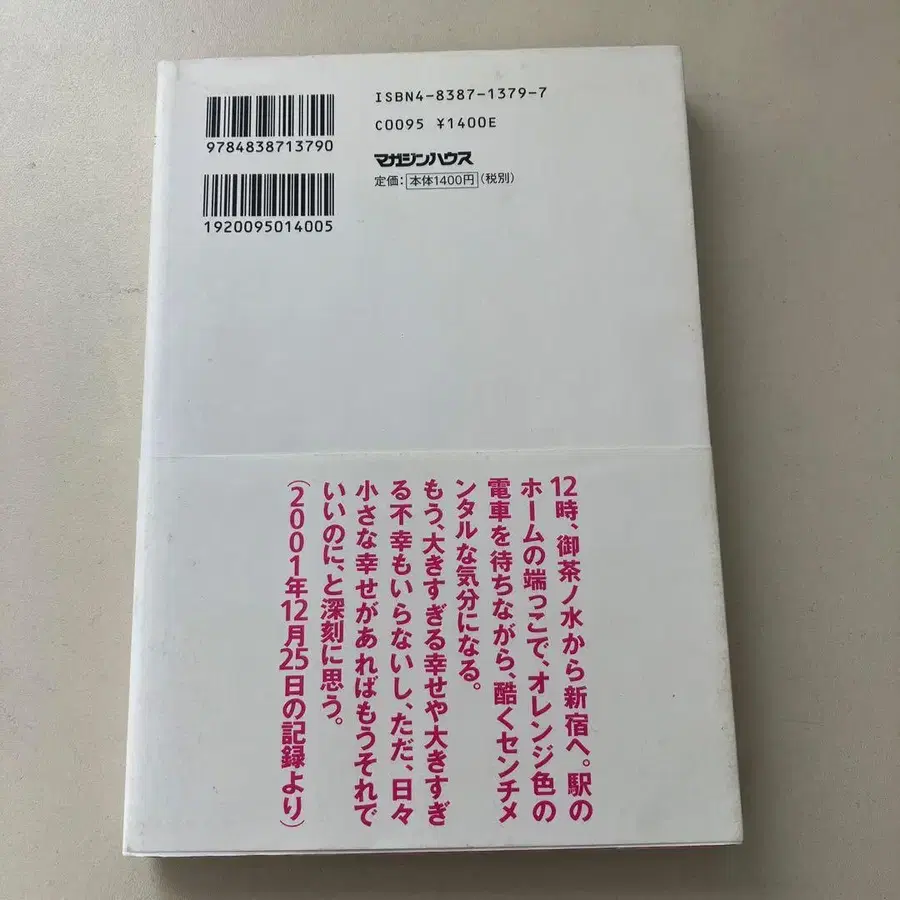 ISBN4-8387-1379-7
C0095 ¥1400E
マガジンハウス
定価：本体1400円（税別）
9784838713790
1920095014005
12時、御茶ノ水から新宿へ。駅の
ホームの端っこで、オレンジ色の
電車を待ちながら、酷くセンチメ
ンタルな気分になる。
もう、大きすぎる幸せや大きすぎ
る不幸もいらないし、ただ、日々
小さな幸せがあればもうそれで
いいのに、と深刻に思う。
（2001年12月25日の記録より）